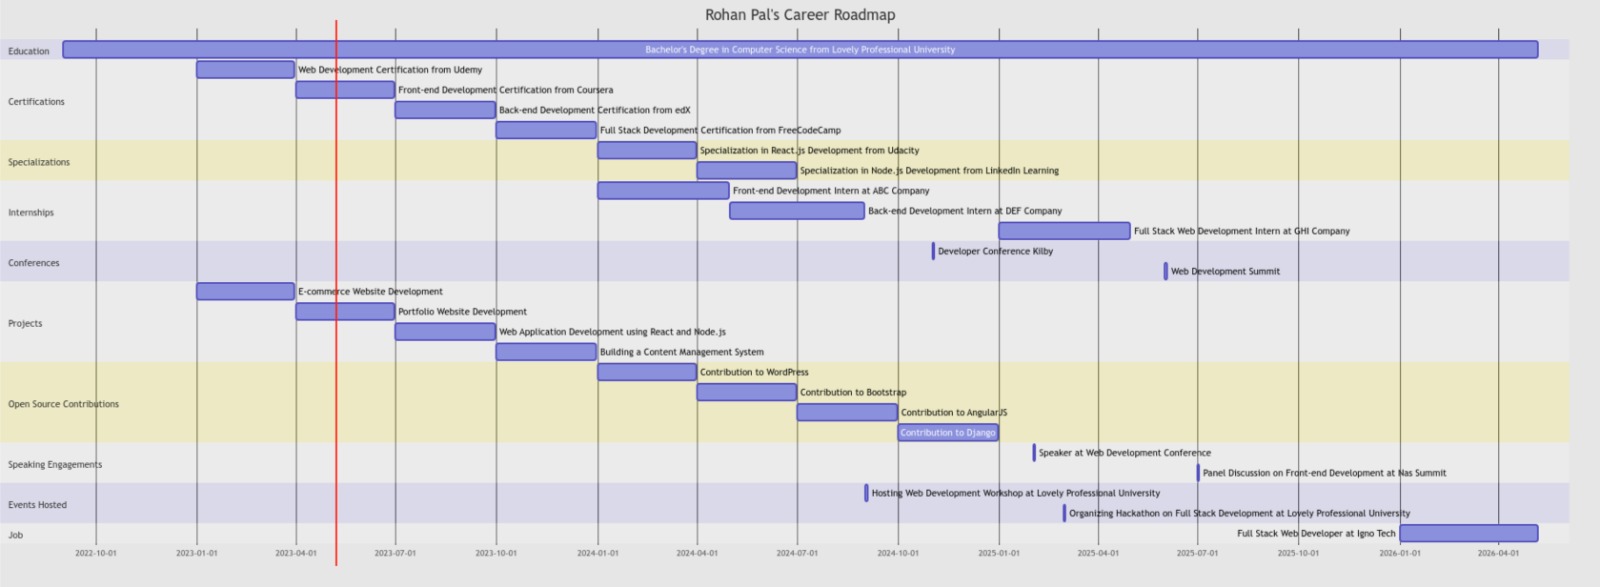 Rohan Pal's Career Roadmap
Education
Bachelor's Degree in Computer Science from Lovely Professional University
Certifications
Web Development Certification from Udemy
Front-end Development Certification from Coursera
Back-end Development Certification from edX
Full Stack Development Certification from FreeCodeCamp
Specializations
Specialization in React.js Development from Udacity
Specialization in Node.js Development from LinkedIn Learning
Internships
Front-end Development Intern at ABC Company
Back-end Development Intern at DEF Company
Full Stack Web Development Intern at GHI Company
Conferences
Developer Conference Kilby
Web Development Summit
Projects
E-commerce Website Development
Portfolio Website Development
Web Application Development using React and Node.js
Building a Content Management System
Open Source Contributions
Contribution to WordPress
Contribution to Bootstrap
Contribution to AngularJS
Contribution to Django
Speaking Engagements
Speaker at Web Development Conference
Panel Discussion on Front-end Development at Nas Summit
Events Hosted
Hosting Web Development Workshop at Lovely Professional University
Organizing Hackathon on Full Stack Development at Lovely Professional University
Job
Full Stack Web Developer at Igno Tech
2022-10-01 2023-01-01 2023-04-01 2023-07-01 2023-10-01 2024-01-01 2024-04-01 2024-07-01 2024-10-01 2025-01-01 2025-04-01 2025-07-01 2025-10-01 2026-01-01 2026-04-01